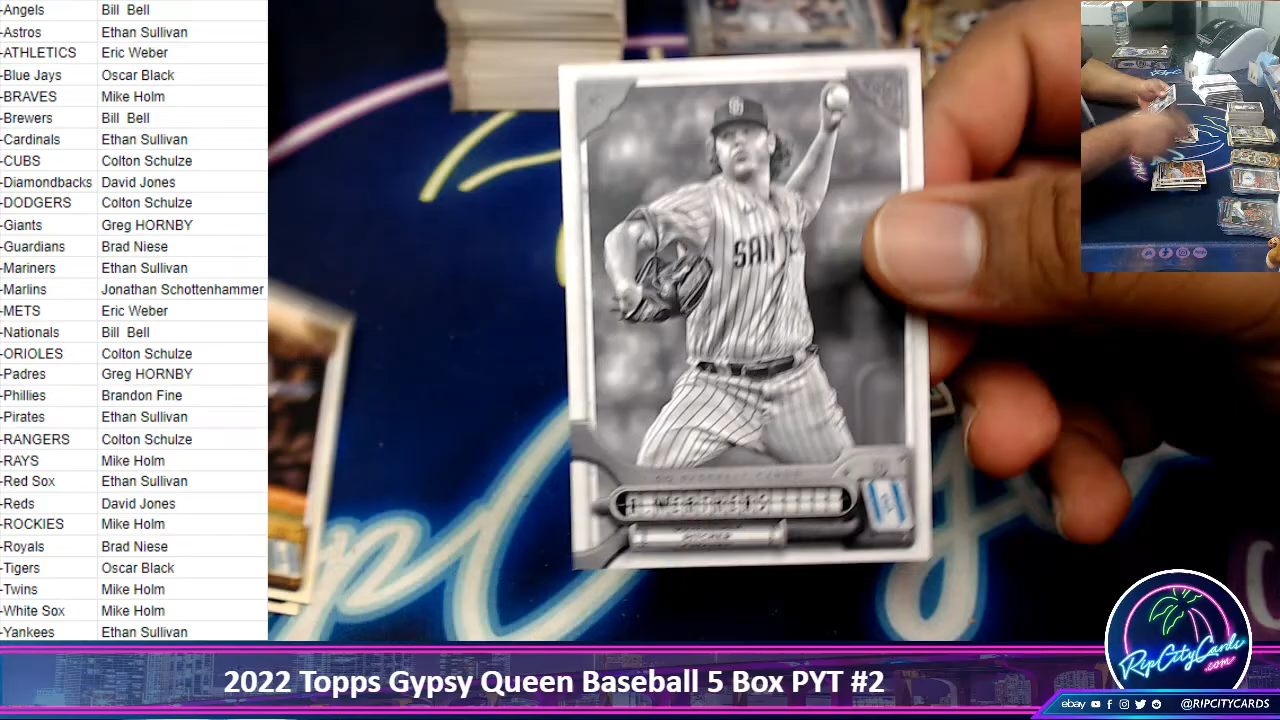 -Angels Bill Bell
-Astros Ethan Sullivan
-ATHLETICS Eric Weber
-Blue Jays Oscar Black
-BRAVES Mike Holm
-Brewers Bill Bell
-Cardinals Ethan Sullivan
-CUBS Colton Schulze
-Diamondbacks David Jones
-DODGERS Colton Schulze
-Giants Greg HORNBY
-Guardians Brad Niese
-Mariners Ethan Sullivan
-Marlins Jonathan Schottenhammer
-METS Eric Weber
-Nationals Bill Bell
-ORIOLES Colton Schulze
-Padres Greg HORNBY
-Phillies Brandon Fine
-Pirates Ethan Sullivan
-RANGERS Colton Schulze
-RAYS Mike Holm
-Red Sox Ethan Sullivan
-Reds David Jones
-ROCKIES Mike Holm
-Royals Brad Niese
-Tigers Oscar Black
-Twins Mike Holm
-White Sox Mike Holm
-Yankees Ethan Sullivan
SAN
PITCHER
2022 Topps Gypsy Queen Baseball 5 Box PYT #2
RipCityCards
.com
ebay @RIPCITYCARDS